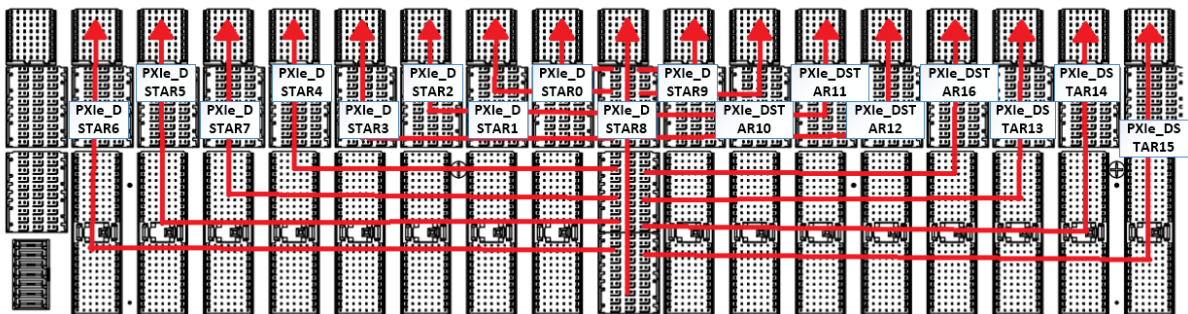 PXIe_D
STAR5
PXIe_D
STAR4
PXIe_D
STAR2
PXIe_D
STAR0
PXIe_D
STAR9
PXIe_DST
AR11
PXIe_DST
AR16
PXIe_DS
TAR14
PXIe_D
STAR6
PXIe_D
STAR7
PXIe_D
STAR3
PXIe_D
STAR1
PXIe_D
STAR8
PXIe_DST
AR10
PXIe_DST
AR12
PXIe_DS
TAR13
PXIe_DS
TAR15